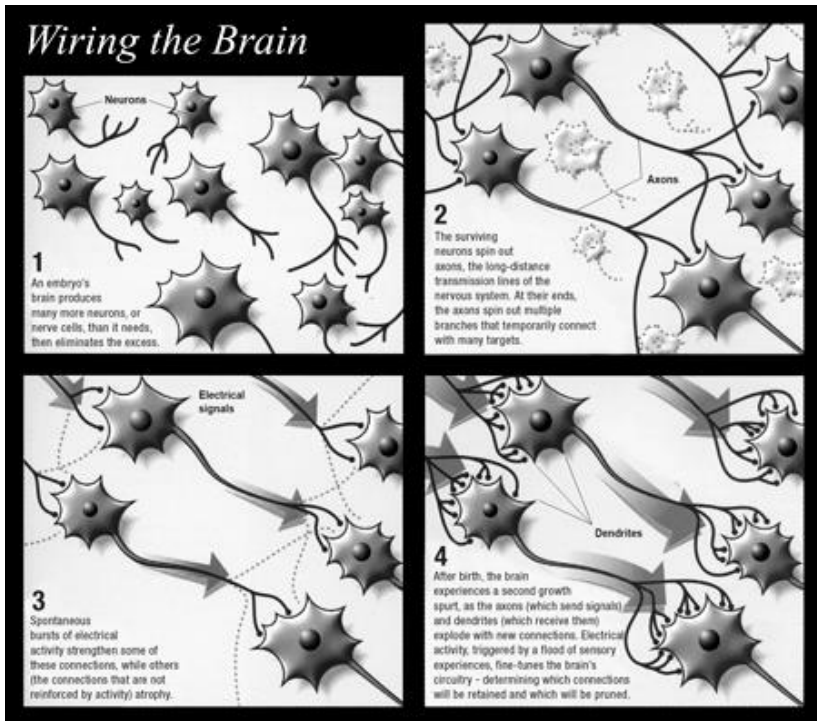 Wiring the Brain
Neurons
1
An embryo's
brain produces
many more neurons, or
nerve cells, than it needs,
then eliminates the excess.
Axons
2
The surviving
neurons spin out
axons, the long-distance
transmission lines of the
nervous system. At their ends,
the axons spin out multiple
branches that temporarily connect
with many targets.
Electrical
signals
3
Spontaneous
bursts of electrical
activity strengthen some of
these connections, while others
(the connections that are not
reinforced by activity) atrophy.
Dendrites
4
After birth, the brain
experiences a second growth
spurt, as the axons (which send signals)
and dendrites (which receive them)
explode with new connections. Electrical
activity, triggered by a flood of sensory
experiences, fine-tunes the brain's
circuitry – determining which connections
will be retained and which will be pruned.